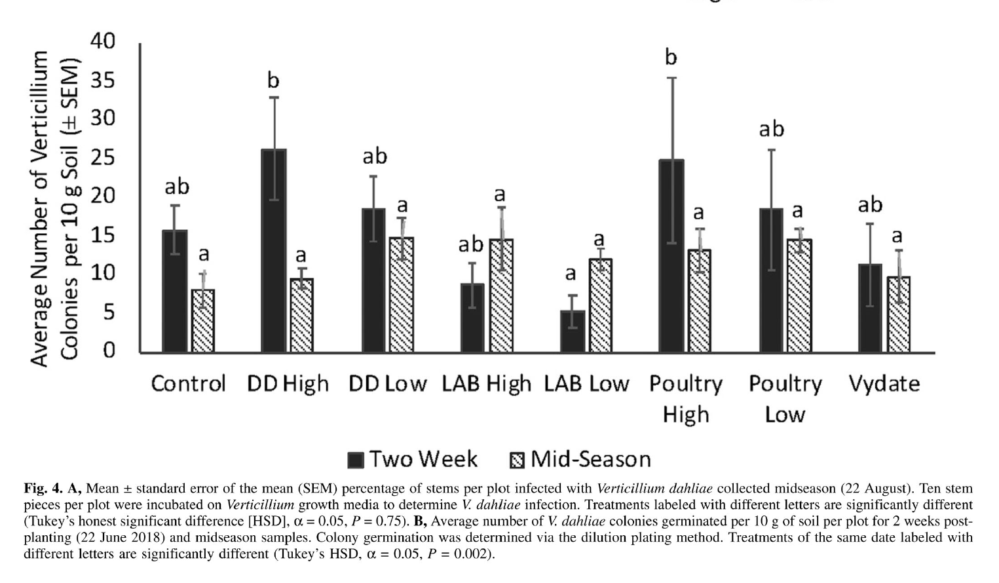 40
35
30
25
20
15
10
5
0
Average Number of Verticillium
Colonies per 10 g Soil (± SEM)
ab
a
b
a
ab
a
ab
a
a
a
b
a
ab
a
ab
a
Control
DD High
DD Low
LAB High
LAB Low
Poultry
High
Poultry
Low
Vydate
Two Week
Mid-Season
Fig. 4. A, Mean ± standard error of the mean (SEM) percentage of stems per plot infected with Verticillium dahliae collected midseason (22 August). Ten stem
pieces per plot were incubated on Verticillium growth media to determine V. dahliae infection. Treatments labeled with different letters are significantly different
(Tukey's honest significant difference [HSD], α = 0.05, P = 0.75). B, Average number of V. dahliae colonies germinated per 10 g of soil per plot for 2 weeks post-
planting (22 June 2018) and midseason samples. Colony germination was determined via the dilution plating method. Treatments of the same date labeled with
different letters are significantly different (Tukey's HSD, α = 0.05, P = 0.002).